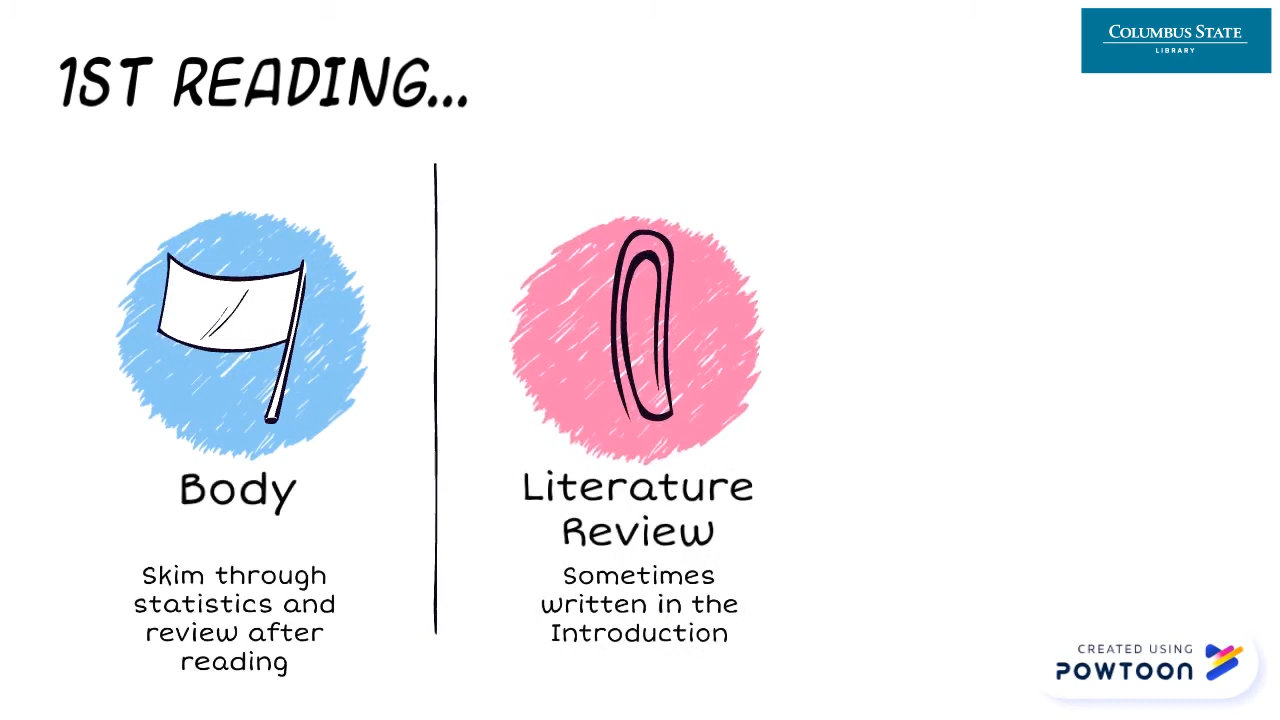 COLUMBUS STATE
LIBRARY
1ST READING...
Body
Skim through
statistics and
review after
reading
Literature
Review
Sometimes
written in the
Introduction
CREATED USING
POWTOON